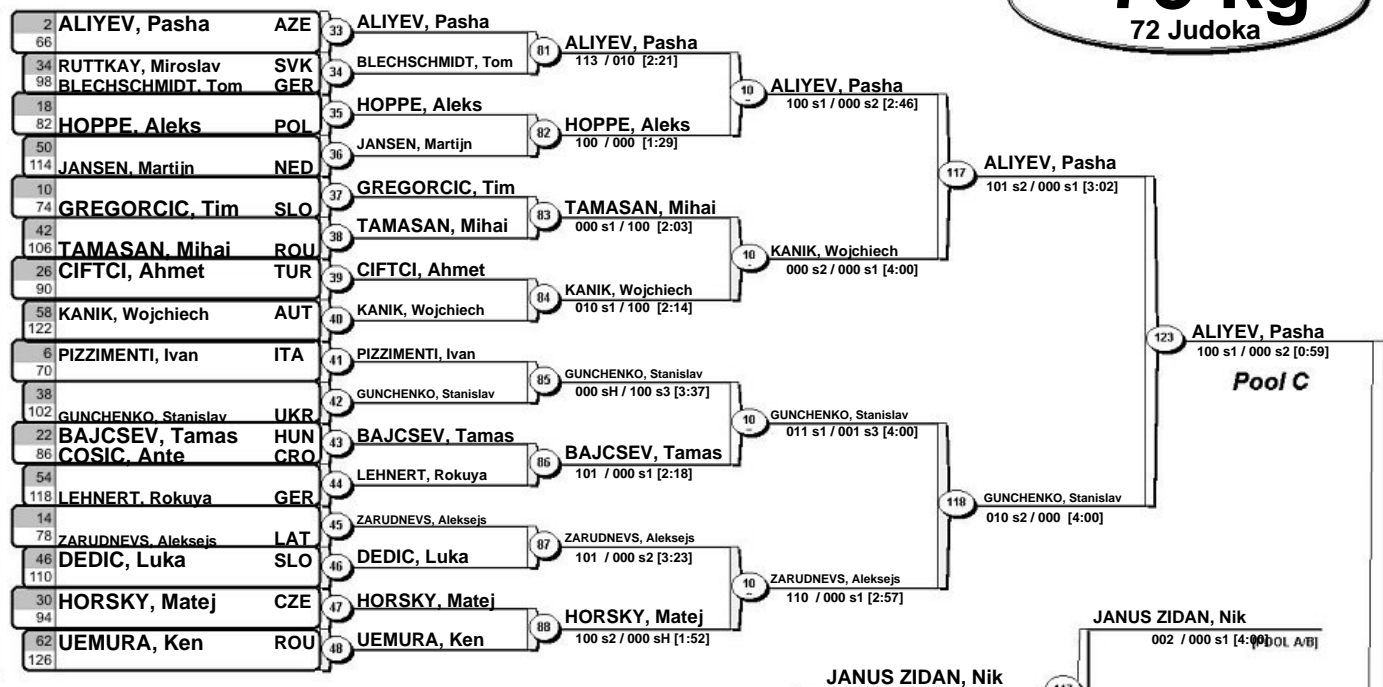 73 kg
72 Judoka
2 ALIYEV, Pasha AZE
66
34 RUTTKAY, Miroslav SVK
98 BLECHSCHMIDT, Tom GER
18
82 HOPPE, Aleks POL
50
114 JANSEN, Martijn NED
10
74 GREGORCIC, Tim SLO
42
106 TAMASAN, Mihai ROU
26 CIFTCI, Ahmet TUR
90
58 KANIK, Wojchiech AUT
122
6 PIZZIMENTI, Ivan ITA
70
38
102 GUNCHENKO, Stanislav UKR
22 BAJCSEV, Tamas HUN
86 COSIC, Ante CRO
54
118 LEHNERT, Rokuya GER
14
78 ZARUDNEVS, Aleksejs LAT
46 DEDIC, Luka SLO
110
30 HORSKY, Matej CZE
94
62 UEMURA, Ken ROU
126
33 ALIYEV, Pasha
34 BLECHSCHMIDT, Tom
35 HOPPE, Aleks
36 JANSEN, Martijn
37 GREGORCIC, Tim
38 TAMASAN, Mihai
39 CIFTCI, Ahmet
40 KANIK, Wojchiech
41 PIZZIMENTI, Ivan
42 GUNCHENKO, Stanislav
43 BAJCSEV, Tamas
44 LEHNERT, Rokuya
45 ZARUDNEVS, Aleksejs
46 DEDIC, Luka
47 HORSKY, Matej
48 UEMURA, Ken
81 ALIYEV, Pasha
113 / 010 [2:21]
82 HOPPE, Aleks
100 / 000 [1:29]
83 TAMASAN, Mihai
000 s1 / 100 [2:03]
84 KANIK, Wojchiech
010 s1 / 100 [2:14]
85 GUNCHENKO, Stanislav
000 sH / 100 s3 [3:37]
86 BAJCSEV, Tamas
101 / 000 s1 [2:18]
87 ZARUDNEVS, Aleksejs
101 / 000 s2 [3:23]
88 HORSKY, Matej
100 s2 / 000 sH [1:52]
10 ALIYEV, Pasha
100 s1 / 000 s2 [2:46]
10 KANIK, Wojchiech
000 s2 / 000 s1 [4:00]
10 GUNCHENKO, Stanislav
011 s1 / 001 s3 [4:00]
10 ZARUDNEVS, Aleksejs
110 / 000 s1 [2:57]
117 ALIYEV, Pasha
101 s2 / 000 s1 [3:02]
118 GUNCHENKO, Stanislav
010 s2 / 000 [4:00]
123 ALIYEV, Pasha
100 s1 / 000 s2 [0:59]
Pool C
JANUS ZIDAN, Nik
002 / 000 s1 [4:00]
[POOL A/B]
JANUS ZIDAN, Nik